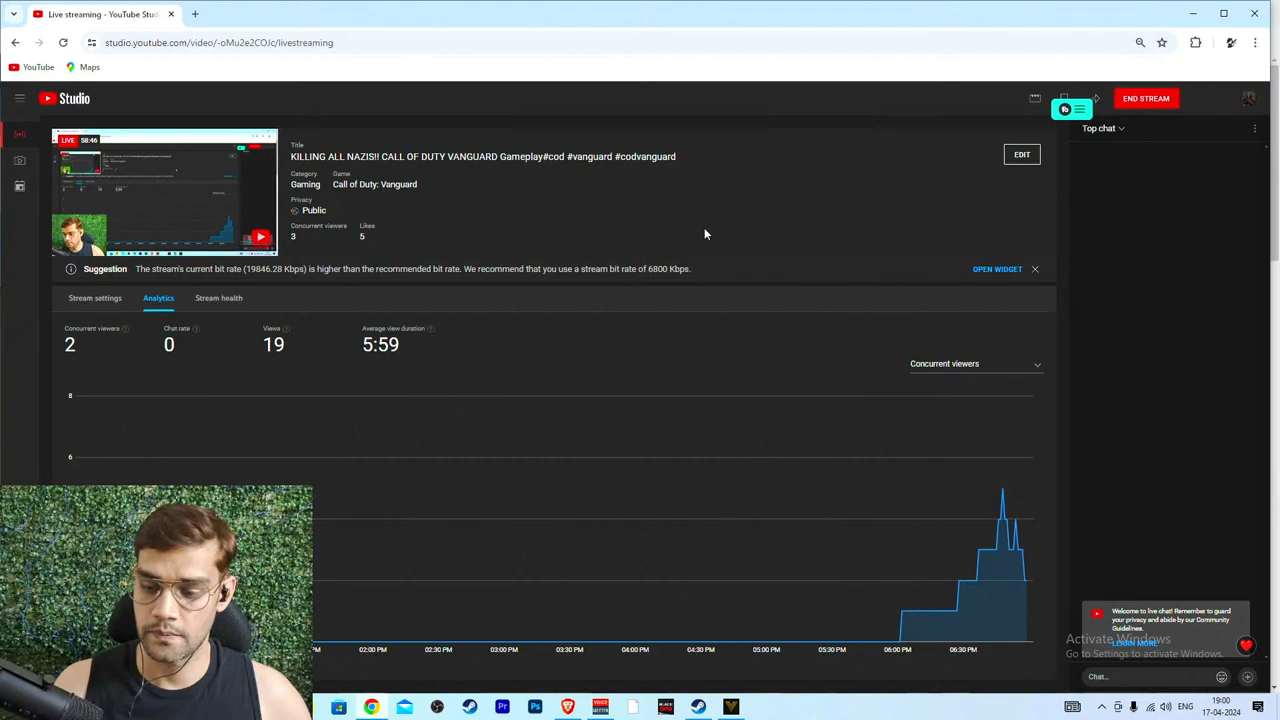 Live streaming - YouTube Stud
studio.youtube.com/video/-oMu2e2COJc/livestreaming
YouTube
Maps
Studio
END STREAM
Top chat
LIVE 58:46
Title
KILLING ALL NAZIS!! CALL OF DUTY VANGUARD Gameplay #cod #vanguard #codvanguard
EDIT
Category
Game
Gaming
Call of Duty: Vanguard
Privacy
Public
Concurrent viewers
Likes
3
5
Suggestion
The stream's current bit rate (19846.28 Kbps) is higher than the recommended bit rate. We recommend that you use a stream bit rate of 6800 Kbps.
OPEN WIDGET
Stream settings
Analytics
Stream health
Concurrent viewers
Chat rate
Views
Average view duration
2
0
19
5:59
Concurrent viewers
8
6
PM
02:00 PM
02:30 PM
03:00 PM
03:30 PM
04:00 PM
04:30 PM
05:00 PM
05:30 PM
06:00 PM
06:30 PM
Welcome to live chat! Remember to guard
your privacy and abide by our Community
Guidelines.
LEARN MORE
Activate Windows
Go to Settings to activate Windows.
Chat...
Pr
Ps
ENG
19:00
17-04-2024